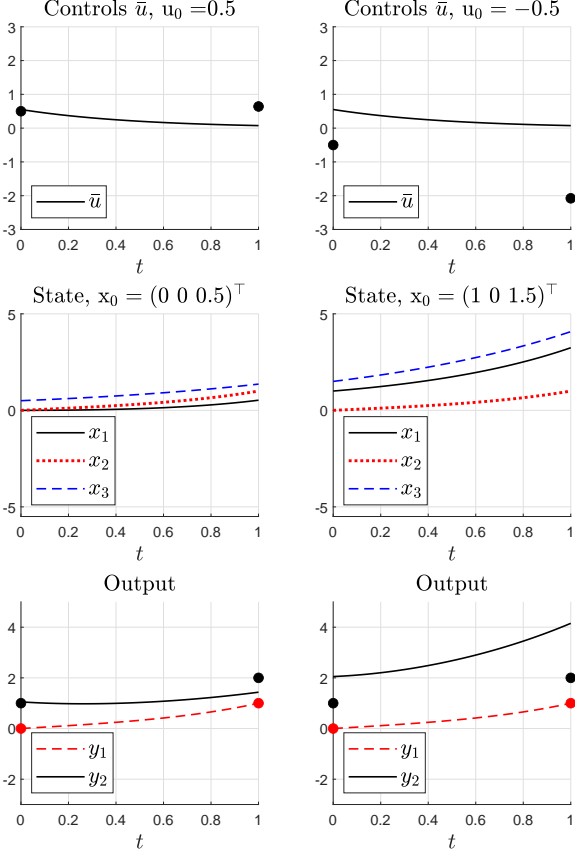 Controls ū, u₀ =0.5
3
2
1
0
-1
-2
-3
ū
0 0.2 0.4 0.6 0.8 1
t
Controls ū, u₀ = −0.5
3
2
1
0
-1
-2
-3
ū
0 0.2 0.4 0.6 0.8 1
t
State, x₀ = (0 0 0.5)⊤
5
0
-5
x₁
x₂
x₃
0 0.2 0.4 0.6 0.8 1
t
State, x₀ = (1 0 1.5)⊤
5
0
-5
x₁
x₂
x₃
0 0.2 0.4 0.6 0.8 1
t
Output
4
2
0
-2
y₁
y₂
0 0.2 0.4 0.6 0.8 1
t
Output
4
2
0
-2
y₁
y₂
0 0.2 0.4 0.6 0.8 1
t